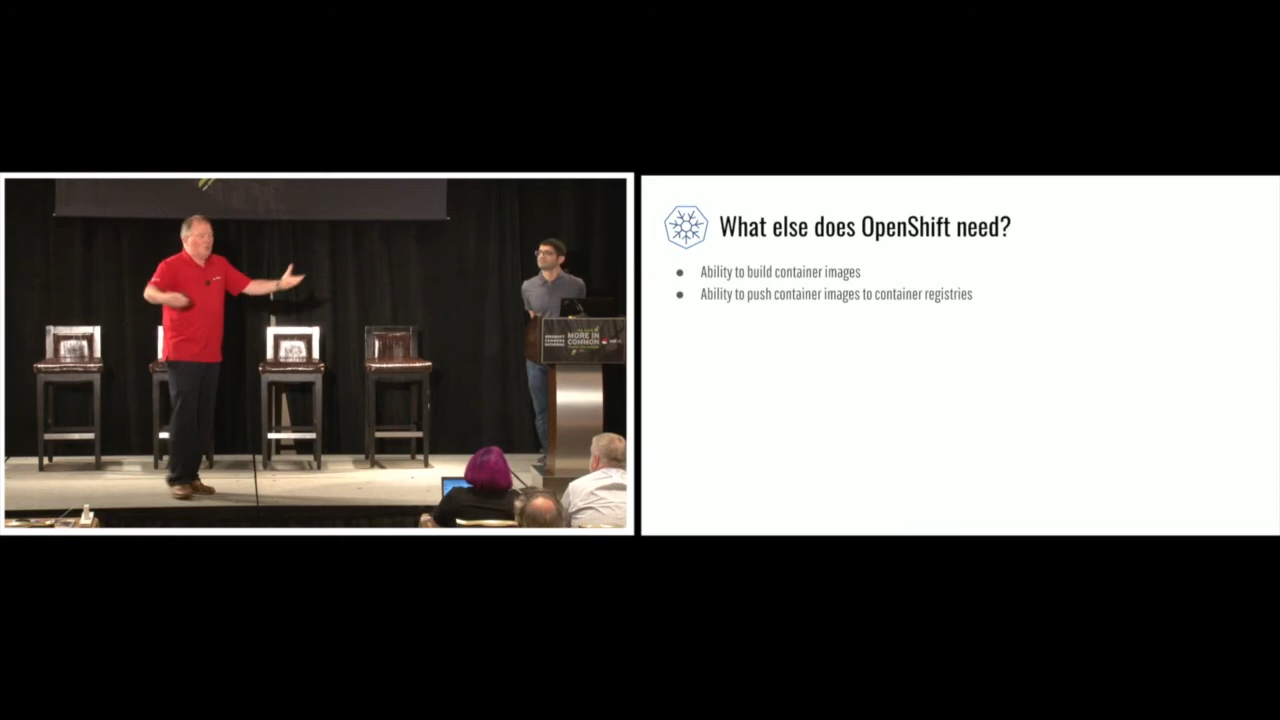 What else does OpenShift need?
● Ability to build container images
● Ability to push container images to container registries
MORE IN
COMMON